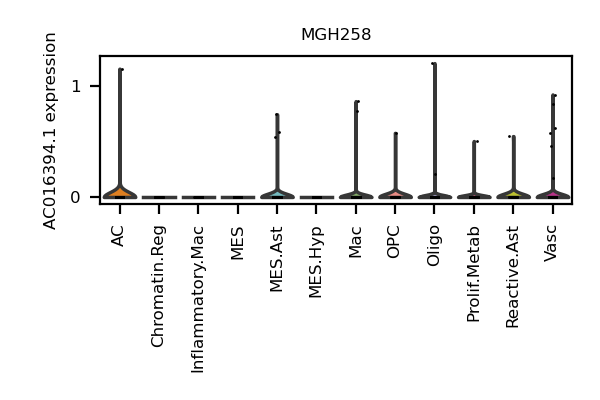 MGH258
AC016394.1 expression
1
0
AC
Chromatin.Reg
Inflammatory.Mac
MES
MES.Ast
MES.Hyp
Mac
OPC
Oligo
Prolif.Metab
Reactive.Ast
Vasc